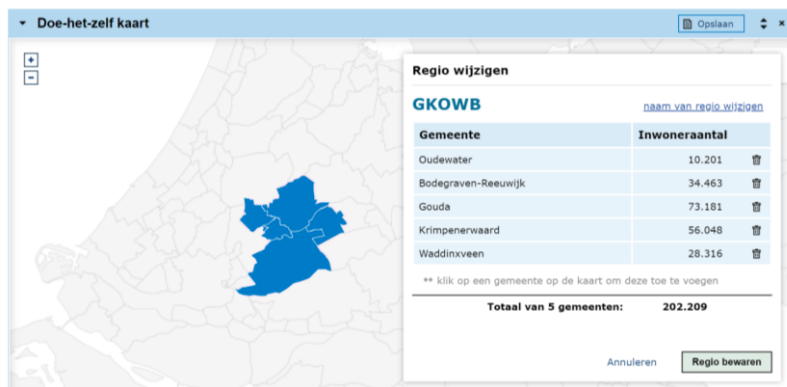 Doe-het-zelf kaart
Opslaan
Regio wijzigen
GKOWB
naam van regio wijzigen
Gemeente Inwoneraantal
Oudewater 10.201
Bodegraven-Reeuwijk 34.463
Gouda 73.181
Krimpenerwaard 56.048
Waddinxveen 28.316
** klik op een gemeente op de kaart om deze toe te voegen
Totaal van 5 gemeenten: 202.209
Annuleren Regio bewaren